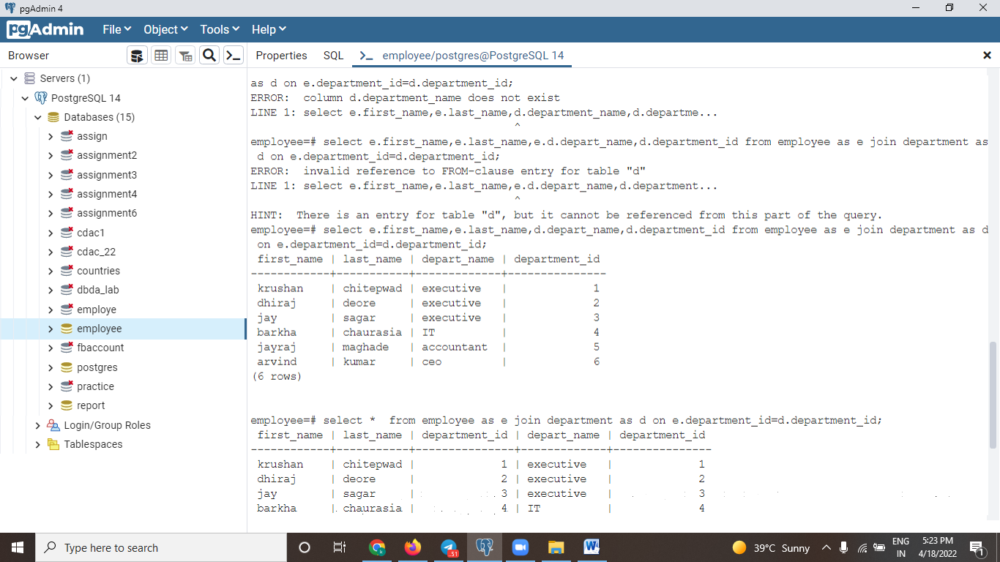 pgAdmin 4
pgAdmin File Object Tools Help
Browser
Properties SQL employee/postgres@PostgreSQL 14
Servers (1)
PostgreSQL 14
Databases (15)
assign
assignment2
assignment3
assignment4
assignment6
cdac1
cdac_22
countries
dbda_lab
employe
employee
fbaccount
postgres
practice
report
Login/Group Roles
Tablespaces
as d on e.department_id=d.department_id;
ERROR:  column d.department_name does not exist
LINE 1: select e.first_name,e.last_name,d.department_name,d.departme...
^
employee=# select e.first_name,e.last_name,e.d.depart_name,d.department_id from employee as e join department as
 d on e.department_id=d.department_id;
ERROR:  invalid reference to FROM-clause entry for table "d"
LINE 1: select e.first_name,e.last_name,e.d.depart_name,d.department...
^
HINT:  There is an entry for table "d", but it cannot be referenced from this part of the query.
employee=# select e.first_name,e.last_name,d.depart_name,d.department_id from employee as e join department as d
 on e.department_id=d.department_id;
 first_name | last_name | depart_name | department_id
------------+-----------+-------------+---------------
 krushan    | chitepwad | executive   |             1
 dhiraj     | deore     | executive   |             2
 jay        | sagar     | executive   |             3
 barkha     | chaurasia | IT          |             4
 jayraj     | maghade   | accountant  |             5
 arvind     | kumar     | ceo         |             6
(6 rows)
employee=# select *  from employee as e join department as d on e.department_id=d.department_id;
 first_name | last_name | department_id | depart_name | department_id
------------+-----------+---------------+-------------+---------------
 krushan    | chitepwad |             1 | executive   |             1
 dhiraj     | deore     |             2 | executive   |             2
 jay        | sagar     |             3 | executive   |             3
 barkha     | chaurasia |             4 | IT          |             4
Type here to search
51
39°C Sunny
ENG
IN
5:23 PM
4/18/2022
1